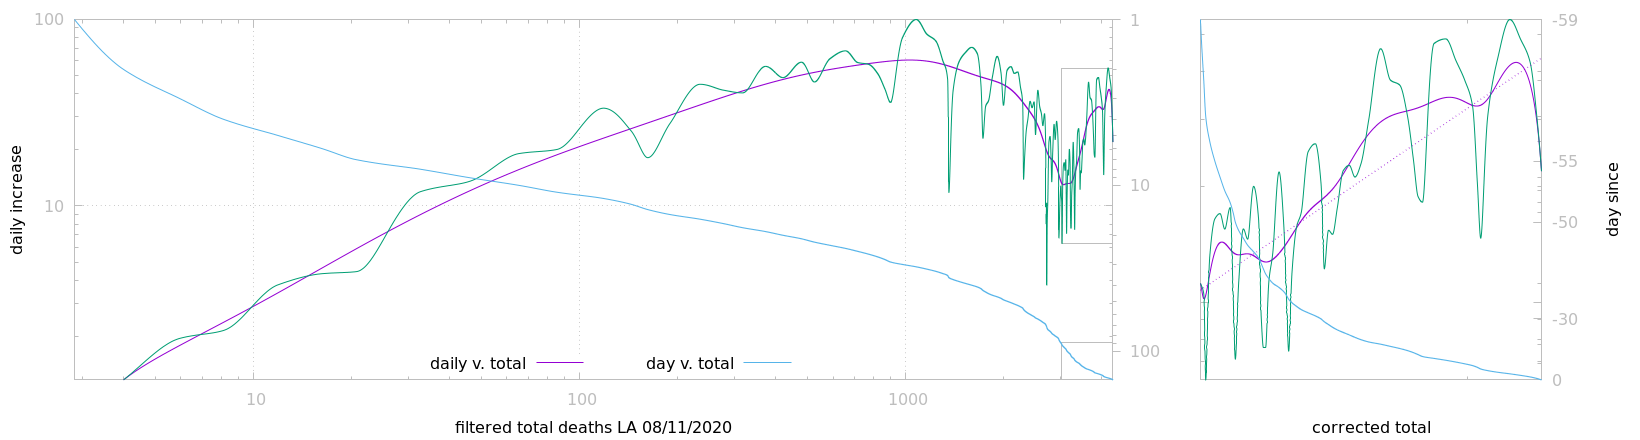 100
10
daily increase
10
100
1000
1
10
100
daily v. total
day v. total
filtered total deaths LA 08/11/2020
-59
-55
-50
-30
0
day since
corrected total